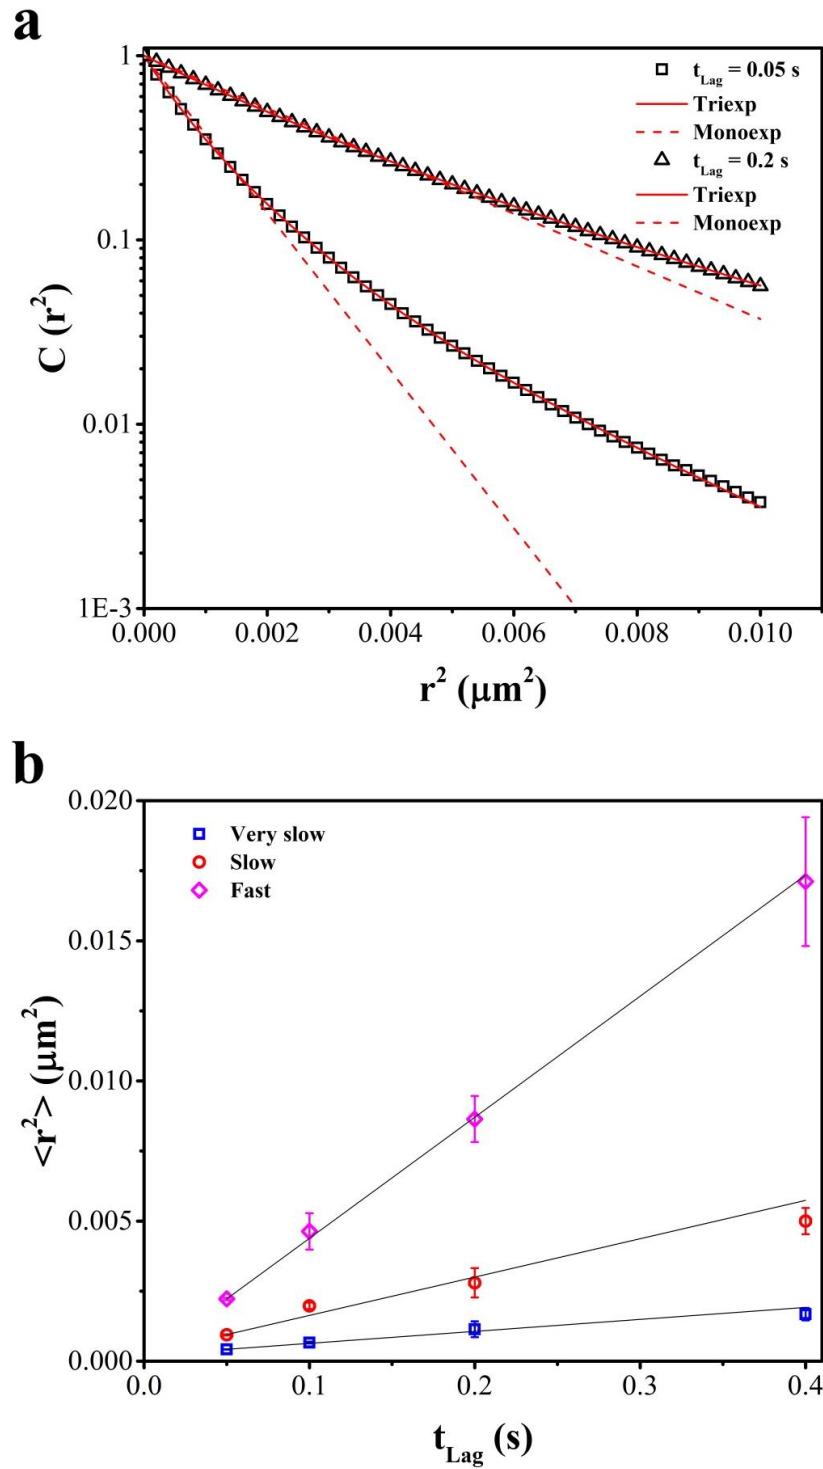 a
1
0.1
0.01
1E-3
C (r²)
t_Lag = 0.05 s
Triexp
Monoexp
t_Lag = 0.2 s
Triexp
Monoexp
0.000 0.002 0.004 0.006 0.008 0.010
r² (µm²)
b
0.020
0.015
0.010
0.005
0.000
<r²> (µm²)
Very slow
Slow
Fast
0.0 0.1 0.2 0.3 0.4
t_Lag (s)